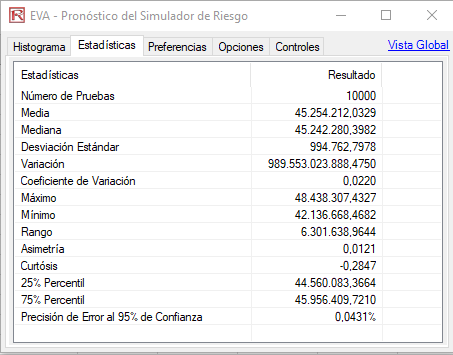 EVA - Pronóstico del Simulador de Riesgo
Histograma Estadísticas Preferencias Opciones Controles Vista Global
Estadísticas Resultado
Número de Pruebas 10000
Media 45.254.212,0329
Mediana 45.242.280,3982
Desviación Estándar 994.762,7978
Variación 989.553.023.888,4750
Coeficiente de Variación 0,0220
Máximo 48.438.307,4327
Mínimo 42.136.668,4682
Rango 6.301.638,9644
Asimetría 0,0121
Curtósis -0,2847
25% Percentil 44.560.083,3664
75% Percentil 45.956.409,7210
Precisión de Error al 95% de Confianza 0,0431%